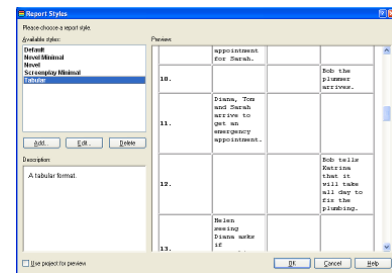 Report Styles
Please choose a report style.
Available styles:
Default
Novel Minimal
Novel
Screenplay Minimal
Tabular
Add...
Edit...
Delete
Description:
A tabular format.
Use project for preview
Preview:
appointment
for Sarah.
10.
Bob the
plummer
arrives.
11.
Diana, Tom
and Sarah
arrive to
get an
emergency
appointment.
12.
Bob tells
Katrina
that it
will take
all day to
fix the
plumbing.
13.
Helen
seeing
Diana asks
if
OK
Cancel
Help